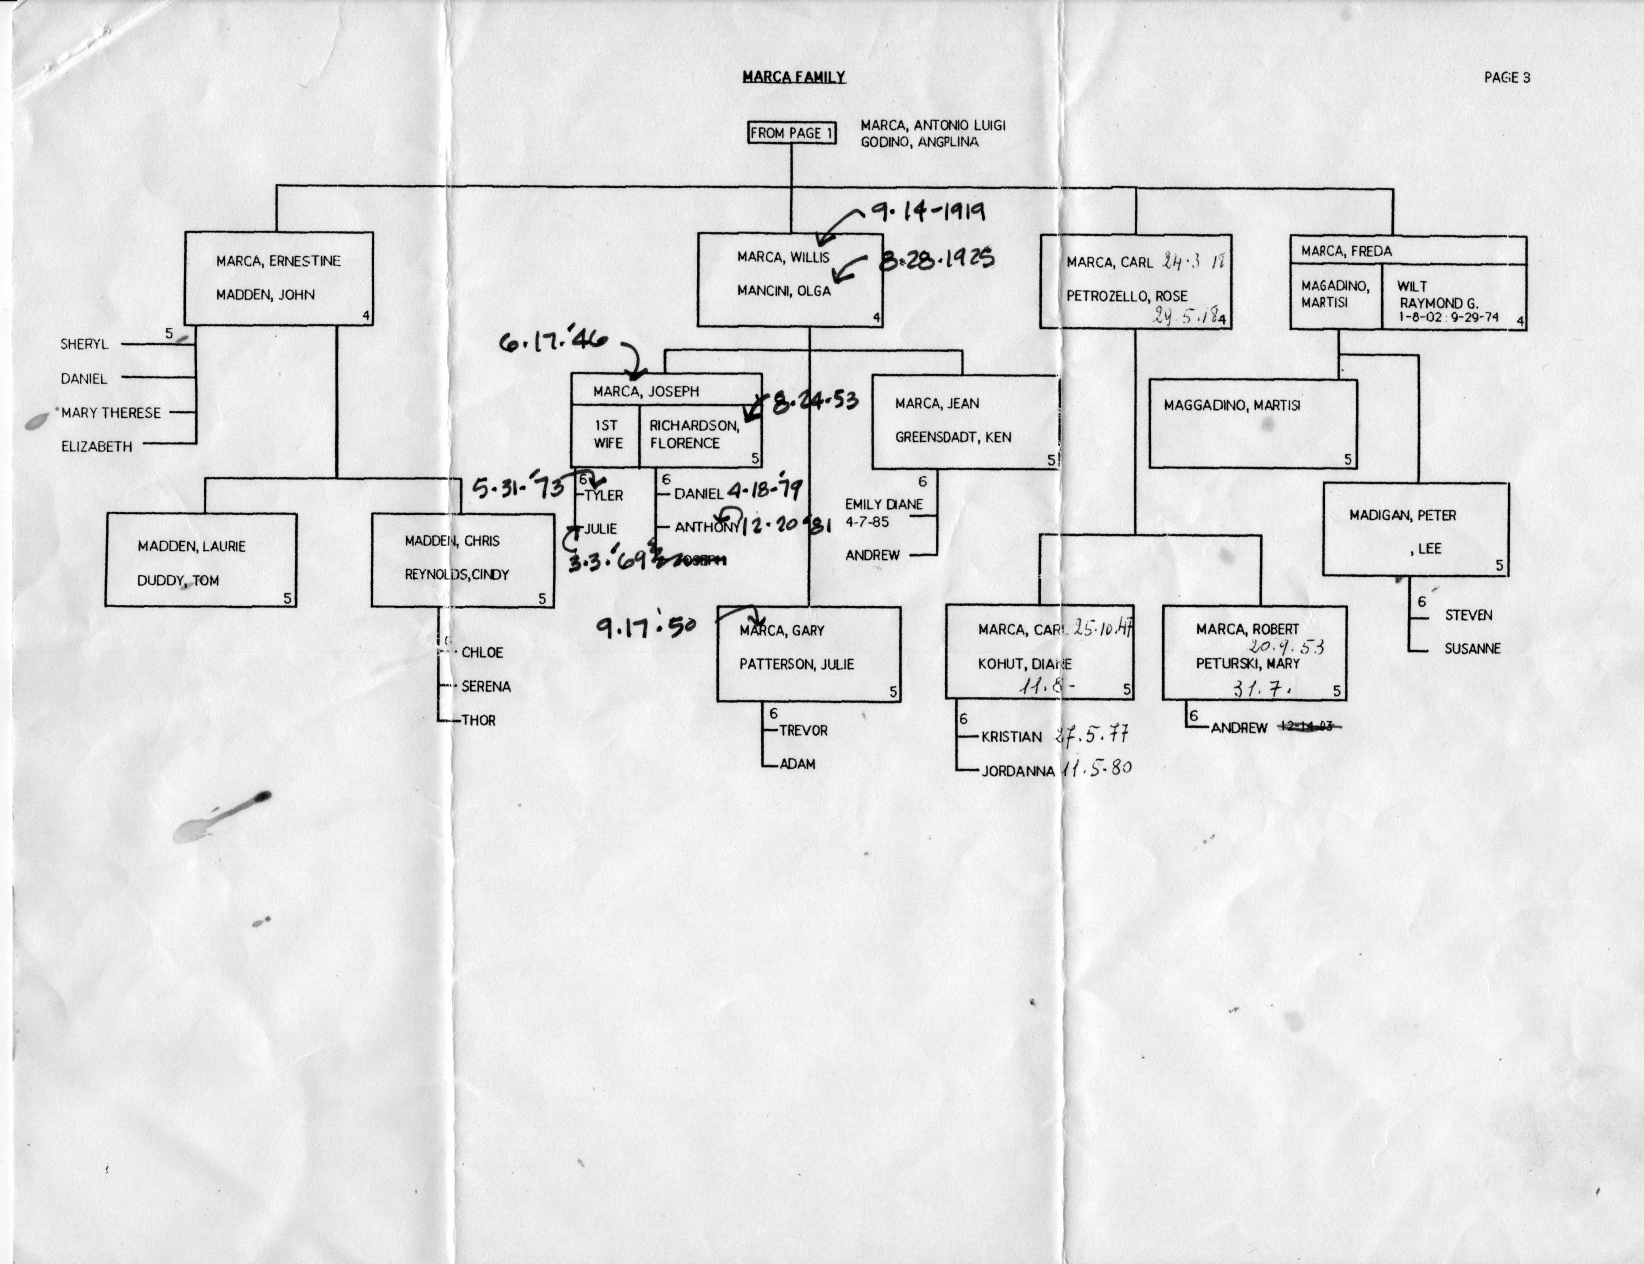 MARCA FAMILY
PAGE 3
FROM PAGE 1
MARCA, ANTONIO LUIGI
GODINO, ANGPLINA
9·14-1919
8·28·1925
MARCA, ERNESTINE
MADDEN, JOHN
4
MARCA, WILLIS
MANCINI, OLGA
4
MARCA, CARL 24·3 18
PETROZELLO, ROSE
29.5.18
4
MARCA, FREDA
MAGADINO,
MARTISI
WILT
RAYMOND G.
1-8-02 : 9-29-74
4
5
SHERYL
DANIEL
MARY THERESE
ELIZABETH
6·17·'46
MARCA, JOSEPH
8·24·53
1ST
WIFE
RICHARDSON,
FLORENCE
5
MARCA, JEAN
GREENSDADT, KEN
5
MAGGADINO, MARTISI
5
5·31-'73
6
TYLER
JULIE
3·3·'69
6
DANIEL 4-18-'79
ANTHONY 12·20·'81
JOSEPH
6
EMILY DIANE
4-7-85
ANDREW
MADIGAN, PETER
, LEE
5
6
STEVEN
SUSANNE
MADDEN, LAURIE
DUDDY, TOM
5
MADDEN, CHRIS
REYNOLDS,CINDY
5
6
CHLOE
SERENA
THOR
9·17·'50
MARCA, GARY
PATTERSON, JULIE
5
6
TREVOR
ADAM
MARCA, CARL 25·10.47
KOHUT, DIANE
11.8-
5
6
KRISTIAN 27.5.77
JORDANNA 11.5·80
MARCA, ROBERT
20.9.53
PETURSKI, MARY
31.7.
5
6
ANDREW 12-14-83